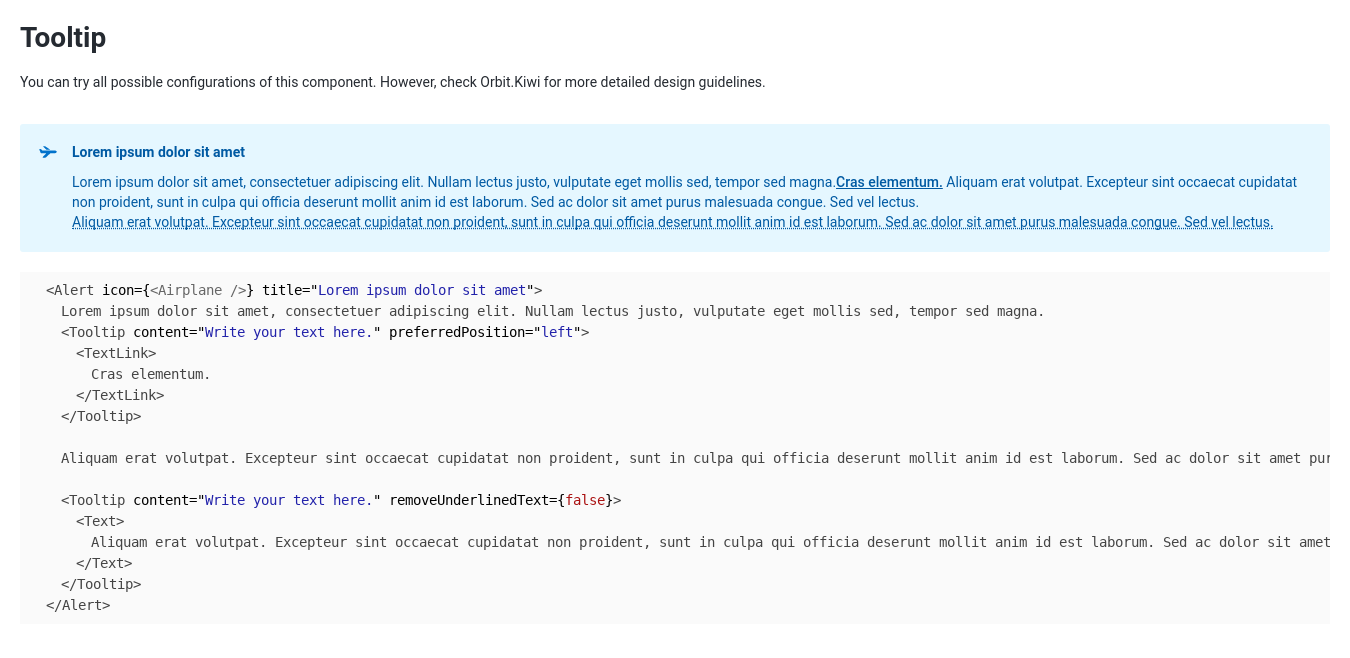 Tooltip
You can try all possible configurations of this component. However, check Orbit.Kiwi for more detailed design guidelines.
Lorem ipsum dolor sit amet
Lorem ipsum dolor sit amet, consectetuer adipiscing elit. Nullam lectus justo, vulputate eget mollis sed, tempor sed magna.Cras elementum. Aliquam erat volutpat. Excepteur sint occaecat cupidatat
non proident, sunt in culpa qui officia deserunt mollit anim id est laborum. Sed ac dolor sit amet purus malesuada congue. Sed vel lectus.
Aliquam erat volutpat. Excepteur sint occaecat cupidatat non proident, sunt in culpa qui officia deserunt mollit anim id est laborum. Sed ac dolor sit amet purus malesuada congue. Sed vel lectus.
<Alert icon={<Airplane />} title="Lorem ipsum dolor sit amet">
Lorem ipsum dolor sit amet, consectetuer adipiscing elit. Nullam lectus justo, vulputate eget mollis sed, tempor sed magna.
<Tooltip content="Write your text here." preferredPosition="left">
<TextLink>
Cras elementum.
</TextLink>
</Tooltip>
Aliquam erat volutpat. Excepteur sint occaecat cupidatat non proident, sunt in culpa qui officia deserunt mollit anim id est laborum. Sed ac dolor sit amet pur
<Tooltip content="Write your text here." removeUnderlinedText={false}>
<Text>
Aliquam erat volutpat. Excepteur sint occaecat cupidatat non proident, sunt in culpa qui officia deserunt mollit anim id est laborum. Sed ac dolor sit amet
</Text>
</Tooltip>
</Alert>